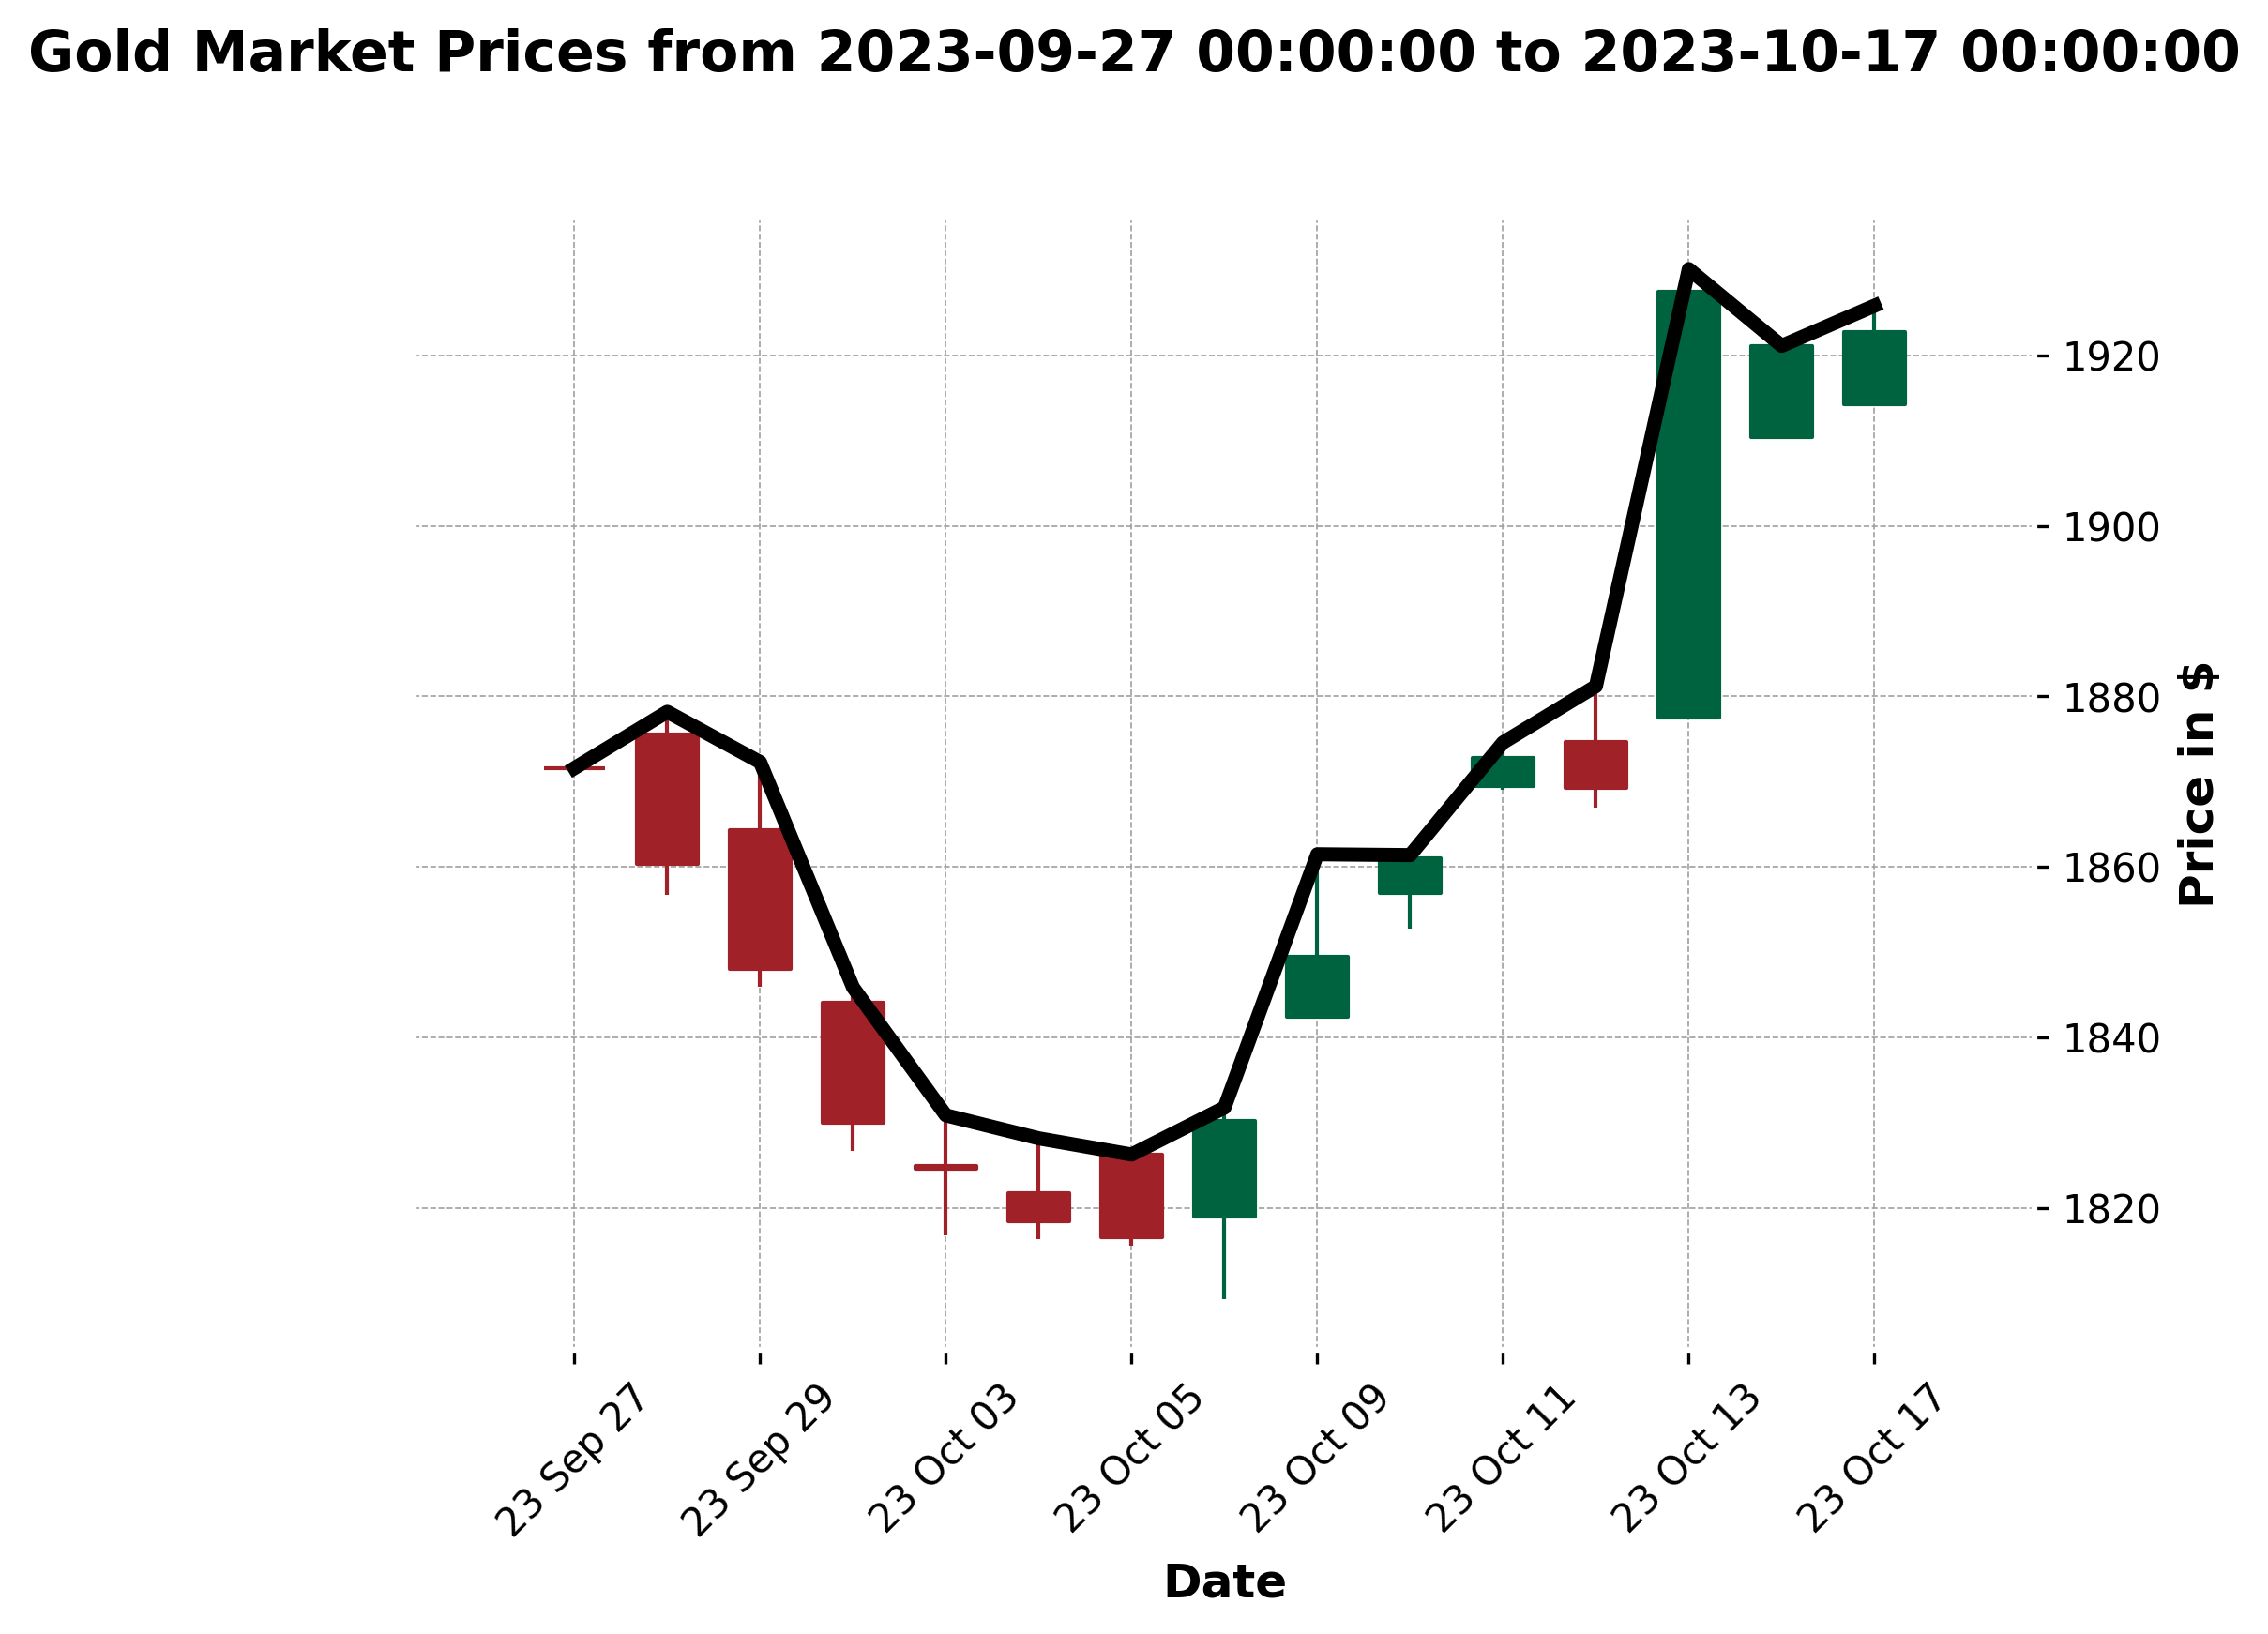 Gold Market Prices from 2023-09-27 00:00:00 to 2023-10-17 00:00:00
1920
1900
1880
1860
1840
1820
Price in $
23 Sep 27
23 Sep 29
23 Oct 03
23 Oct 05
23 Oct 09
23 Oct 11
23 Oct 13
23 Oct 17
Date